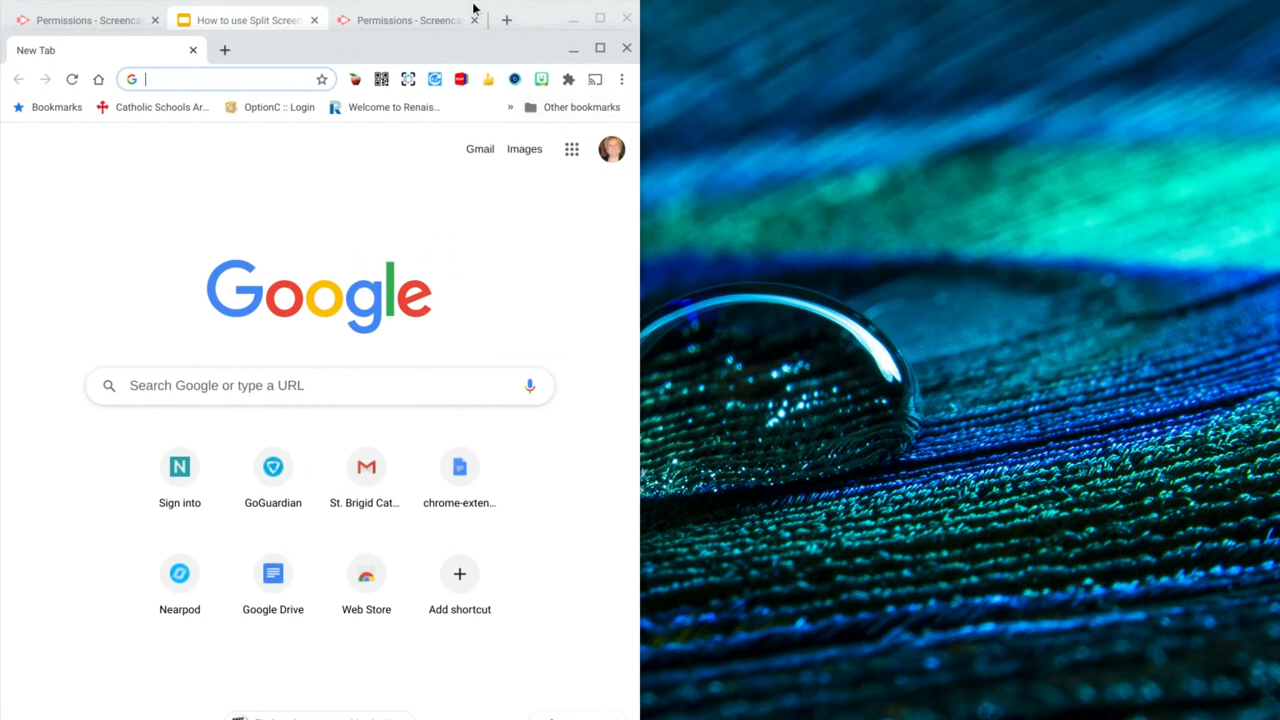 Permissions - Screenca
How to use Split Screen
Permissions - Screenca
New Tab
Bookmarks
Catholic Schools Ar...
OptionC :: Login
Welcome to Renais...
»
Other bookmarks
Gmail
Images
Google
Search Google or type a URL
Sign into
GoGuardian
St. Brigid Cat...
chrome-exten...
Nearpod
Google Drive
Web Store
Add shortcut